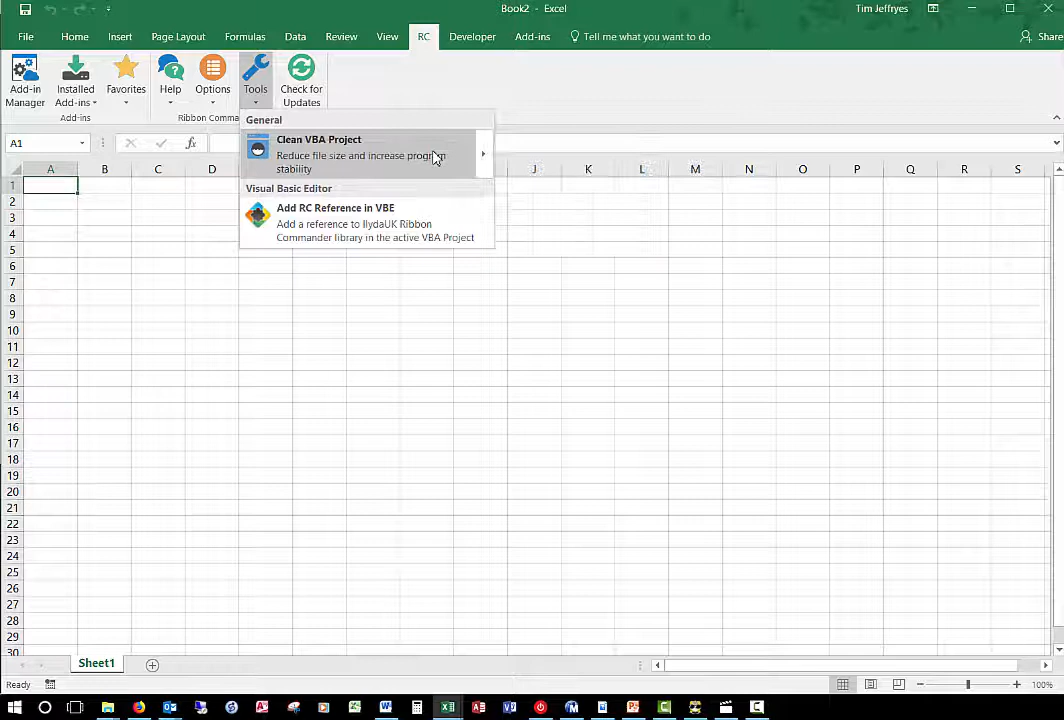 Book2 - Excel
Tim Jeffryes
File Home Insert Page Layout Formulas Data Review View RC Developer Add-ins Tell me what you want to do Share
Add-in Manager
Installed Add-ins
Favorites
Help
Options
Tools
Check for Updates
Add-ins
Ribbon Comma
General
Clean VBA Project
Reduce file size and increase program
stability
Visual Basic Editor
Add RC Reference in VBE
Add a reference to IlydaUK Ribbon
Commander library in the active VBA Project
A1
fx
A B C D J K L M N O P Q R S
1
2
3
4
5
6
7
8
9
10
11
12
13
14
15
16
17
18
19
20
21
22
23
24
25
26
27
28
29
30
Sheet1
Ready
100%